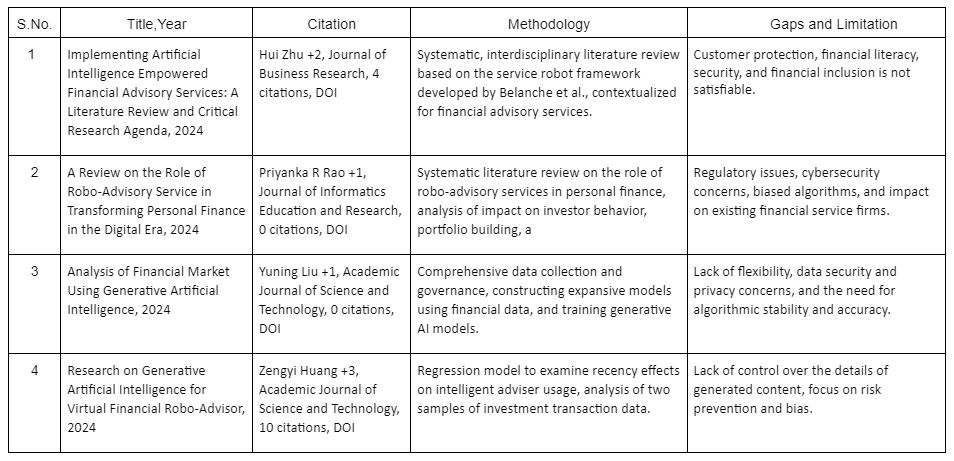 S.No.
Title,Year
Citation
Methodology
Gaps and Limitation
1
Implementing Artificial
Intelligence Empowered
Financial Advisory Services: A
Literature Review and Critical
Research Agenda, 2024
Hui Zhu +2, Journal of
Business Research, 4
citations, DOI
Systematic, interdisciplinary literature review
based on the service robot framework
developed by Belanche et al., contextualized
for financial advisory services.
Customer protection, financial literacy,
security, and financial inclusion is not
satisfiable.
2
A Review on the Role of
Robo-Advisory Service in
Transforming Personal Finance
in the Digital Era, 2024
Priyanka R Rao +1,
Journal of Informatics
Education and Research,
0 citations, DOI
Systematic literature review on the role of
robo-advisory services in personal finance,
analysis of impact on investor behavior,
portfolio building, a
Regulatory issues, cybersecurity
concerns, biased algorithms, and impact
on existing financial service firms.
3
Analysis of Financial Market
Using Generative Artificial
Intelligence, 2024
Yuning Liu +1, Academic
Journal of Science and
Technology, 0 citations,
DOI
Comprehensive data collection and
governance, constructing expansive models
using financial data, and training generative
AI models.
Lack of flexibility, data security and
privacy concerns, and the need for
algorithmic stability and accuracy.
4
Research on Generative
Artificial Intelligence for
Virtual Financial Robo-Advisor,
2024
Zengyi Huang +3,
Academic Journal of
Science and Technology,
10 citations, DOI
Regression model to examine recency effects
on intelligent adviser usage, analysis of two
samples of investment transaction data.
Lack of control over the details of
generated content, focus on risk
prevention and bias.